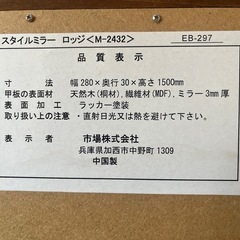 スタイルミラー ロッジ<M-2432> EB-297
品質表示
寸法 幅280×奥行30×高さ1500mm
甲板の表面材 天然木(桐材),繊維材(MDF),ミラー3mm厚
表面加工 ラッカー塗装
取り扱い上の注意 ・直射日光又は熱を避けて下さい。
表示者 市場株式会社
兵庫県加西市中野町1309
中国製